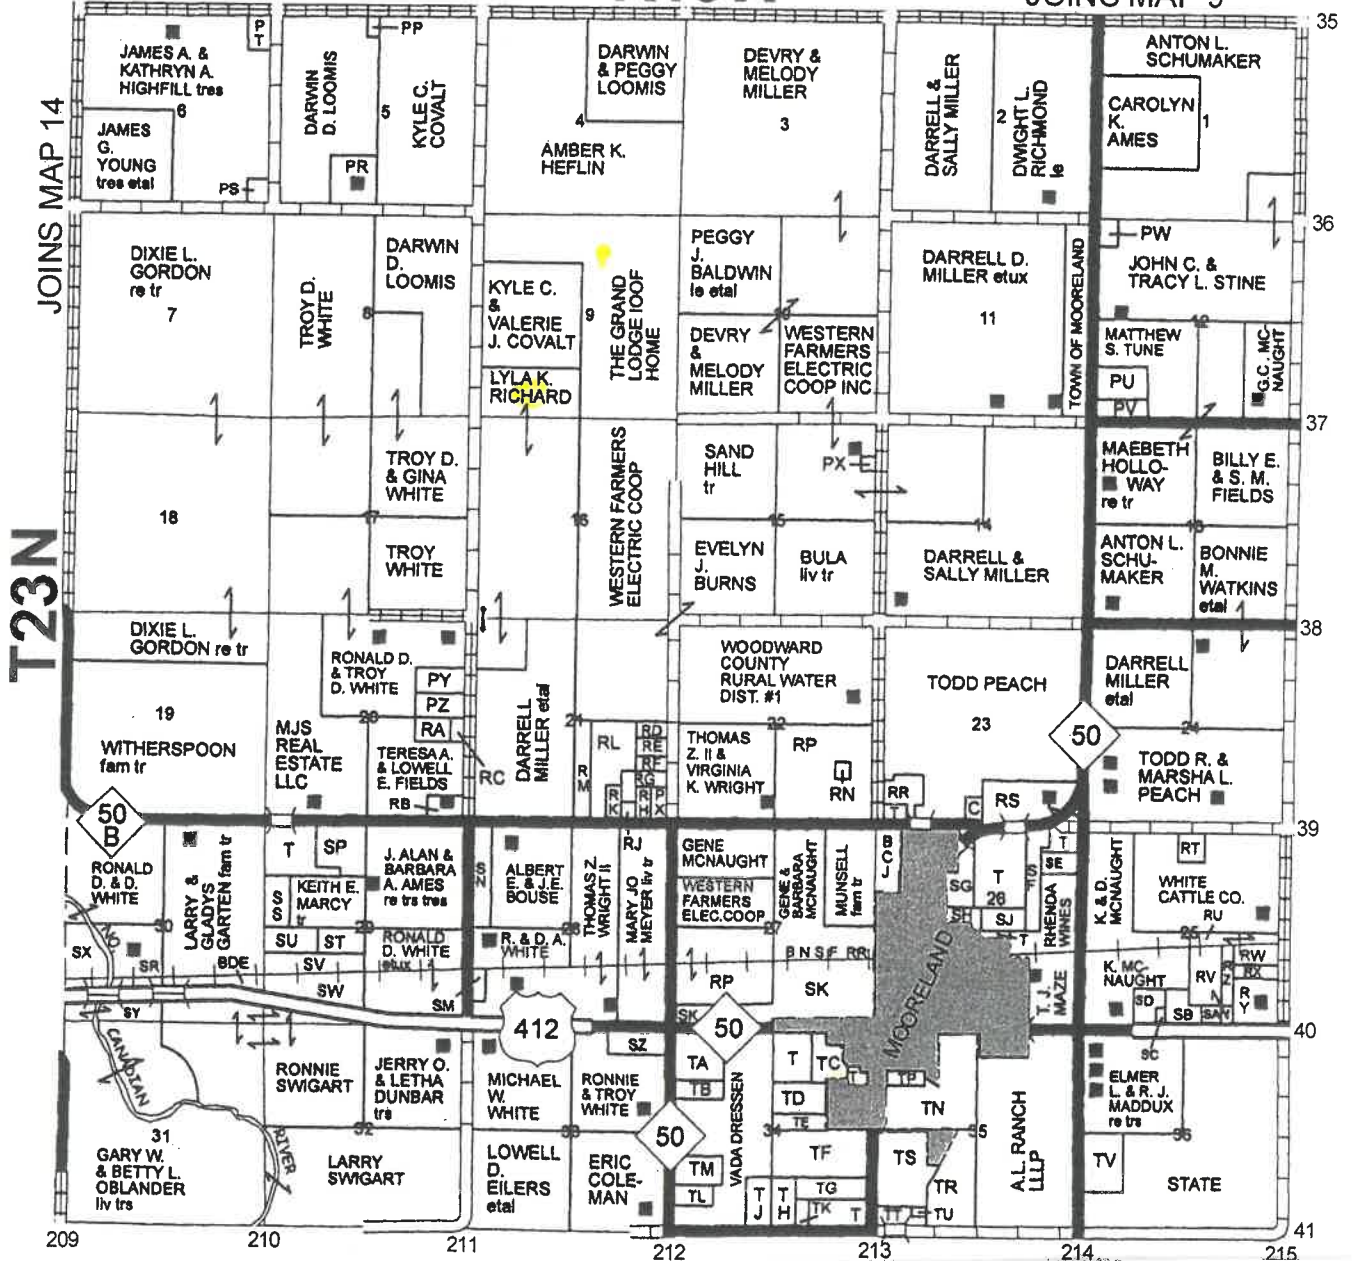 JOINS MAP 14
T23N
35
ANTON L.
SCHUMAKER
P
T
PP
JAMES A. &
KATHRYN A.
HIGHFILL tres
6
DARWIN
D. LOOMIS
5
KYLE C.
COVALT
DARWIN
& PEGGY
LOOMIS
4
DEVRY &
MELODY
MILLER
3
DARRELL &
SALLY MILLER
2
DWIGHT L.
RICHMOND
le
CAROLYN
K.
AMES
1
JAMES
G.
YOUNG
tres etal
PS
PR
AMBER K.
HEFLIN
36
DIXIE L.
GORDON
re tr
7
TROY D.
WHITE
8
DARWIN
D.
LOOMIS
KYLE C.
&
VALERIE
J. COVALT
9
THE GRAND
LODGE IOOF
HOME
LYLA K.
RICHARD
PEGGY
J.
BALDWIN
le etal
10
DEVRY
&
MELODY
MILLER
WESTERN
FARMERS
ELECTRIC
COOP INC
DARRELL D.
MILLER etux
11
TOWN OF MOORELAND
PW
JOHN C. &
TRACY L. STINE
12
MATTHEW
S. TUNE
PU
PV
G.C. MC
NAUGHT
37
18
TROY D.
& GINA
WHITE
17
TROY
WHITE
16
WESTERN FARMERS
ELECTRIC COOP
SAND
HILL
tr
PX
15
EVELYN
J.
BURNS
BULA
liv tr
14
DARRELL &
SALLY MILLER
MAEBETH
HOLLO-
WAY
re tr
BILLY E.
& S. M.
FIELDS
13
ANTON L.
SCHU-
MAKER
BONNIE
M.
WATKINS
etal
38
DIXIE L.
GORDON re tr
19
WITHERSPOON
fam tr
RONALD D.
& TROY
D. WHITE
PY
PZ
RA
20
MJS
REAL
ESTATE
LLC
TERESA A.
& LOWELL
E. FIELDS
RB
RC
DARRELL
MILLER etal
21
R
M
RL
RD
RE
RF
RG
R
K
R
H
P
X
WOODWARD
COUNTY
RURAL WATER
DIST. #1
22
THOMAS
Z. II &
VIRGINIA
K. WRIGHT
RP
RN
TODD PEACH
23
RR
T
C
RS
50
DARRELL
MILLER
etal
24
TODD R. &
MARSHA L.
PEACH
39
50
B
RONALD
D. & D.
WHITE
30
SX
SR
LARRY &
GLADYS
GARTEN fam tr
BDE
T
SP
S
S
KEITH E.
MARCY
tr
SU
ST
SV
SW
J. ALAN &
BARBARA
A. AMES
re trs tres
29
RONALD
D. WHITE
etux
SM
S
N
ALBERT
E. & J.E.
BOUSE
28
R. & D. A.
WHITE
THOMAS Z.
WRIGHT II
RJ
MARY JO
MEYER liv tr
GENE
MCNAUGHT
WESTERN
FARMERS
ELEC.COOP
27
GENE &
BARBARA
MCNAUGHT
MUNSELL
fam tr
BNSF RR
RP
SK
SK
B
C
J
MOORELAND
SG
SH
T
26
SJ
T
S
F
T
SE
RHENDA
WINES
T. J.
MAZE
K. & D.
MCNAUGHT
RT
WHITE
CATTLE CO.
RU
25
K. MC-
NAUGHT
SD
SC
SB
RV
SA
R
Z
RW
RX
R
Y
40
SY
NO.
CANADIAN
RIVER
412
50
50
31
GARY W.
& BETTY L.
OBLANDER
liv trs
RONNIE
SWIGART
JERRY O.
& LETHA
DUNBAR
trs
32
LARRY
SWIGART
MICHAEL
W.
WHITE
RONNIE
& TROY
WHITE
SZ
33
LOWELL
D.
EILERS
etal
ERIC
COLE-
MAN
TA
TB
TM
TL
VADA DRESSEN
34
T
TC
T
TD
TE
TF
TG
T
J
T
H
TK
T
TP
TN
35
TS
TR
TT
TU
A.L. RANCH
LLLP
ELMER
L. & R. J.
MADDUX
re trs
36
TV
STATE
41
209
210
211
212
213
214
215